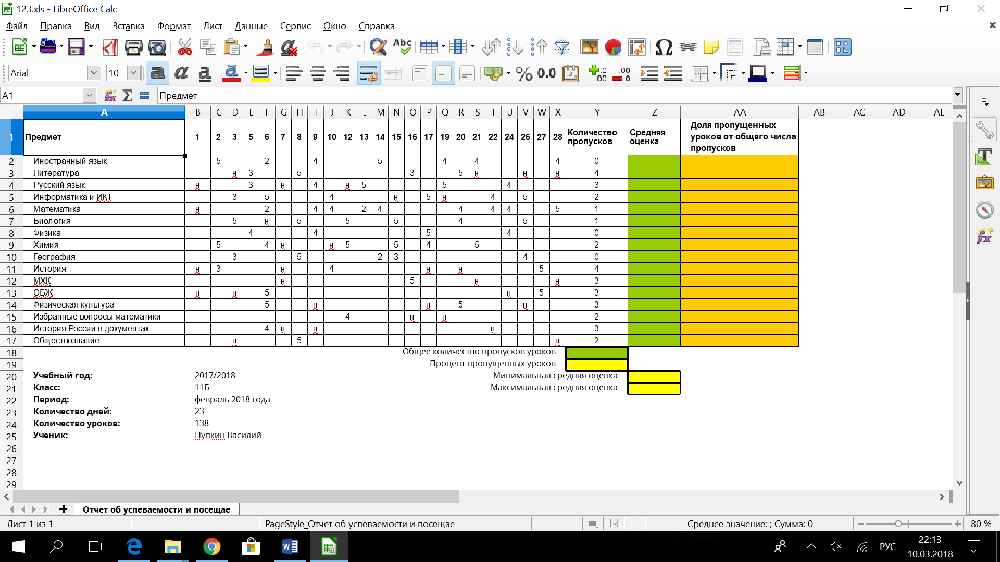 123.xls - LibreOffice Calc
Файл Правка Вид Вставка Формат Лист Данные Сервис Окно Справка
Abc
Arial 10 a a a a % 0.0
A1 Предмет
A B C D E F G H I J K L M N O P Q R S T U V W X Y Z AA AB AC AD AE
1 Предмет 1 2 3 5 6 7 8 9 10 12 13 14 15 16 17 19 20 21 22 24 26 27 28 Количество пропусков Средняя оценка Доля пропущенных уроков от общего числа пропусков
2 Иностранный язык 5 2 4 5 4 4 4 0
3 Литература н 3 5 3 5 н н н 4
4 Русский язык н 3 н 4 н 5 5 4 3
5 Информатика и ИКТ 3 5 4 н 5 н 4 5 2
6 Математика н 2 4 4 2 4 4 4 4 5 1
7 Биология 5 н 5 5 5 4 5 1
8 Физика 4 4 5 4 0
9 Химия 5 4 н н 5 5 4 5 2
10 География 3 5 2 3 4 0
11 История н 3 н 4 н н 5 4
12 МХК н 5 н н 3
13 ОБЖ н н 5 н 5 3
14 Физическая культура 5 н н 5 н 3
15 Избранные вопросы математики 4 н н 2
16 История России в документах 4 н н н 3
17 Обществознание н 5 н 2
18 Общее количество пропусков уроков
19 Процент пропущенных уроков
20 Учебный год: 2017/2018 Минимальная средняя оценка
21 Класс: 11Б Максимальная средняя оценка
22 Период: февраль 2018 года
23 Количество дней: 23
24 Количество уроков: 138
25 Ученик: Пупкин Василий
26
27
28
29
Отчет об успеваемости и посещае
Лист 1 из 1 PageStyle_Отчет об успеваемости и посещае Среднее значение: ; Сумма: 0 80 %
РУС 22:13
10.03.2018